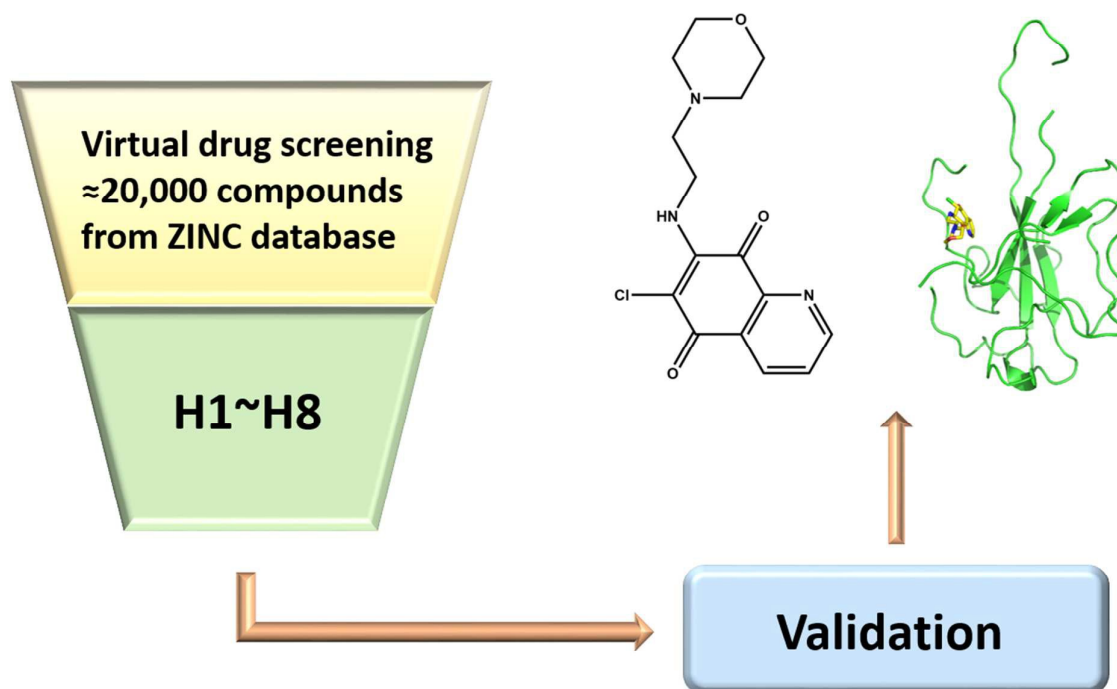 Virtual drug screening
≈20,000 compounds
from ZINC database
H1~H8
O
N
HN
O
Cl
N
O
Validation